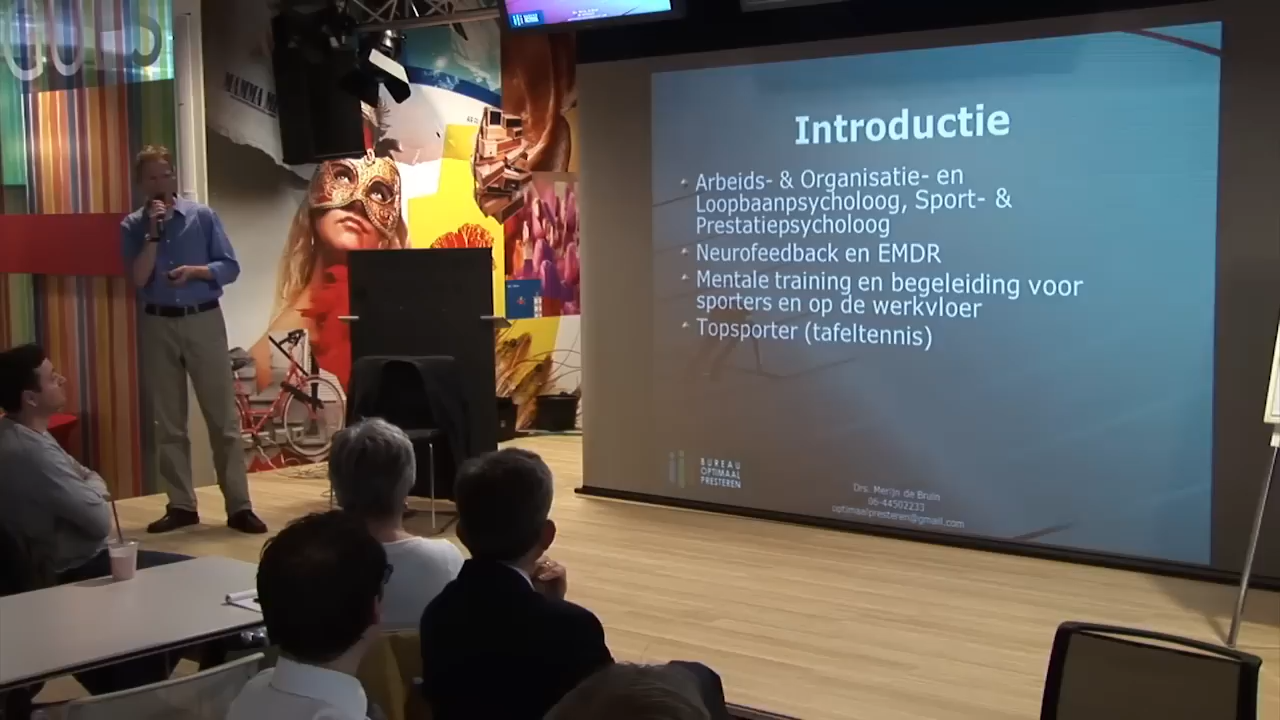 MAMMA
Introductie
Arbeids- & Organisatie- en
Loopbaanpsycholoog, Sport- &
Prestatiepsycholoog
Neurofeedback en EMDR
Mentale training en begeleiding voor
sporters en op de werkvloer
Topsporter (tafeltennis)
BUREAU
OPTIMAAL
PRESTEREN
Drs. Merijn de Bruin
06-44502233
optimaalpresteren@gmail.com